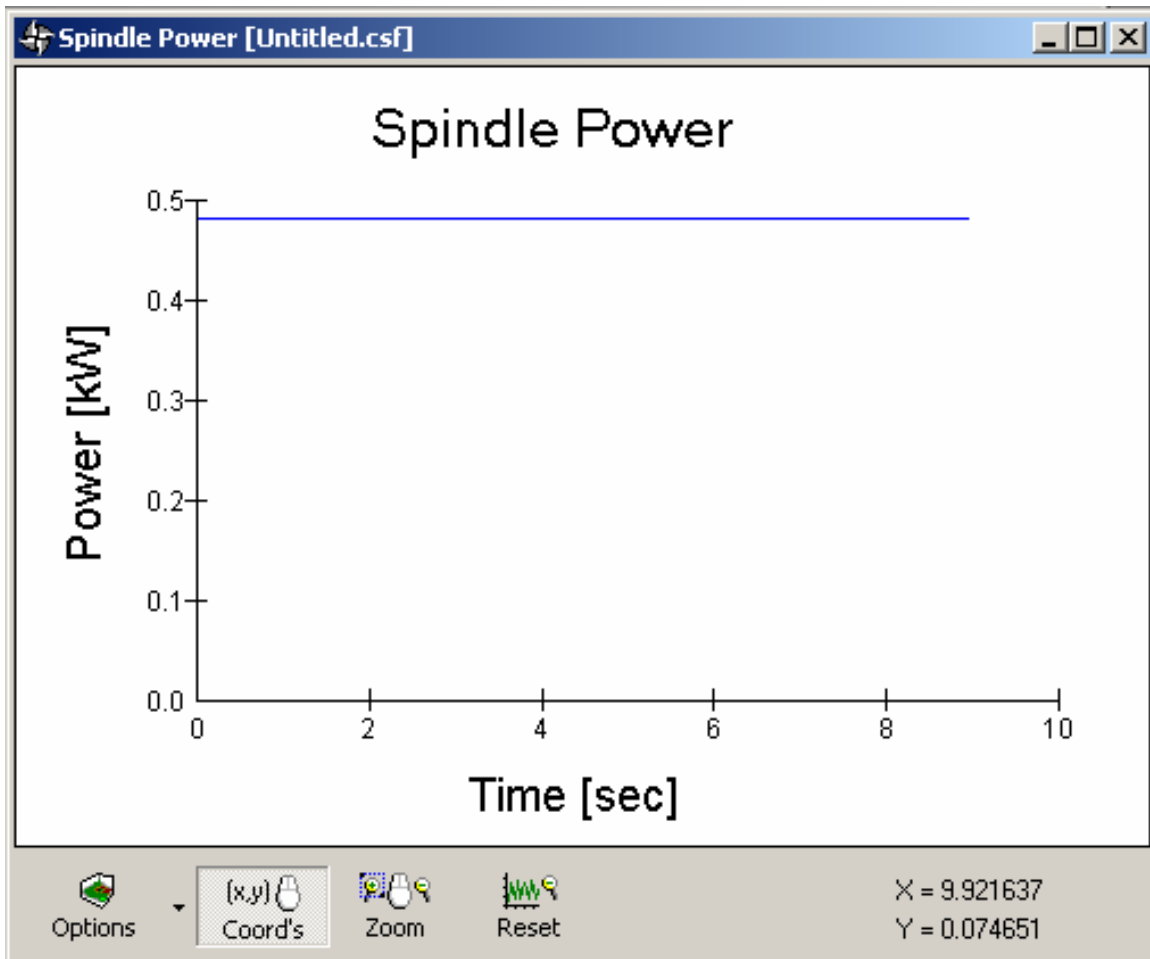 Spindle Power [Untitled.csf]
Spindle Power
0.5
0.4
0.3
0.2
0.1
0.0
Power [kW]
0 2 4 6 8 10
Time [sec]
(x,y)
Options Coord's Zoom Reset
X = 9.921637
Y = 0.074651